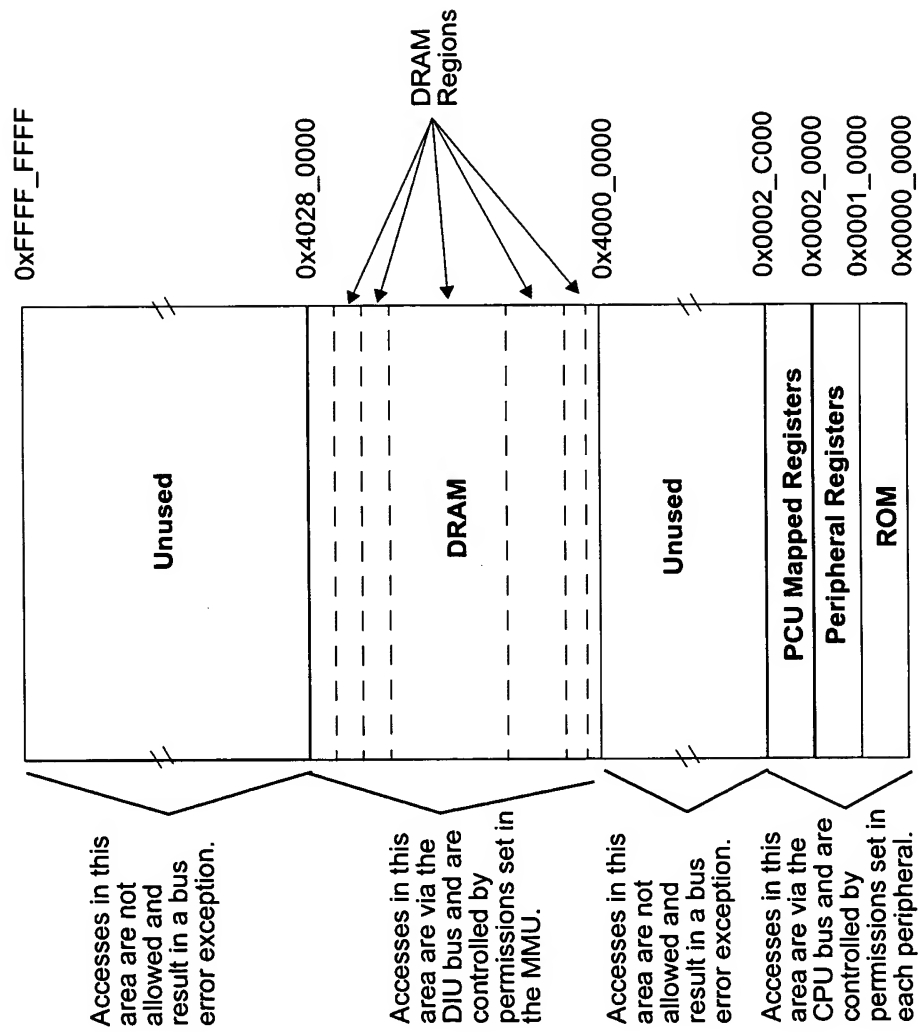 0xFFFF_FFFF
Accesses in this
area are not
allowed and
result in a bus
error exception.
Unused
0x4028_0000
Accesses in this
area are via the
DIU bus and are
controlled by
permissions set in
the MMU.
DRAM
DRAM
Regions
0x4000_0000
Accesses in this
area are not
allowed and
result in a bus
error exception.
Unused
0x0002_C000
Accesses in this
area are via the
CPU bus and are
controlled by
permissions set in
each peripheral.
PCU Mapped Registers
0x0002_0000
Peripheral Registers
0x0001_0000
ROM
0x0000_0000